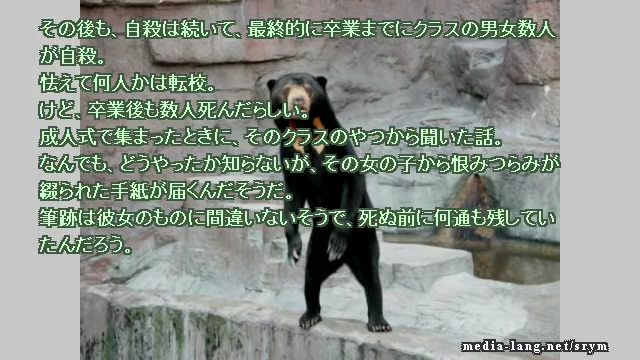 その後も、自殺は続いて、最終的に卒業までにクラスの男女数人
が自殺。
怯えて何人かは転校。
けど、卒業後も数人死んだらしい。
成人式で集まったときに、そのクラスのやつから聞いた話。
なんでも、どうやったか知らないが、その女の子から恨みつらみが
綴られた手紙が届くんだそうだ。
筆跡は彼女のものに間違いないそうで、死ぬ前に何通も残してい
たんだろう。
media-lang.net/srym